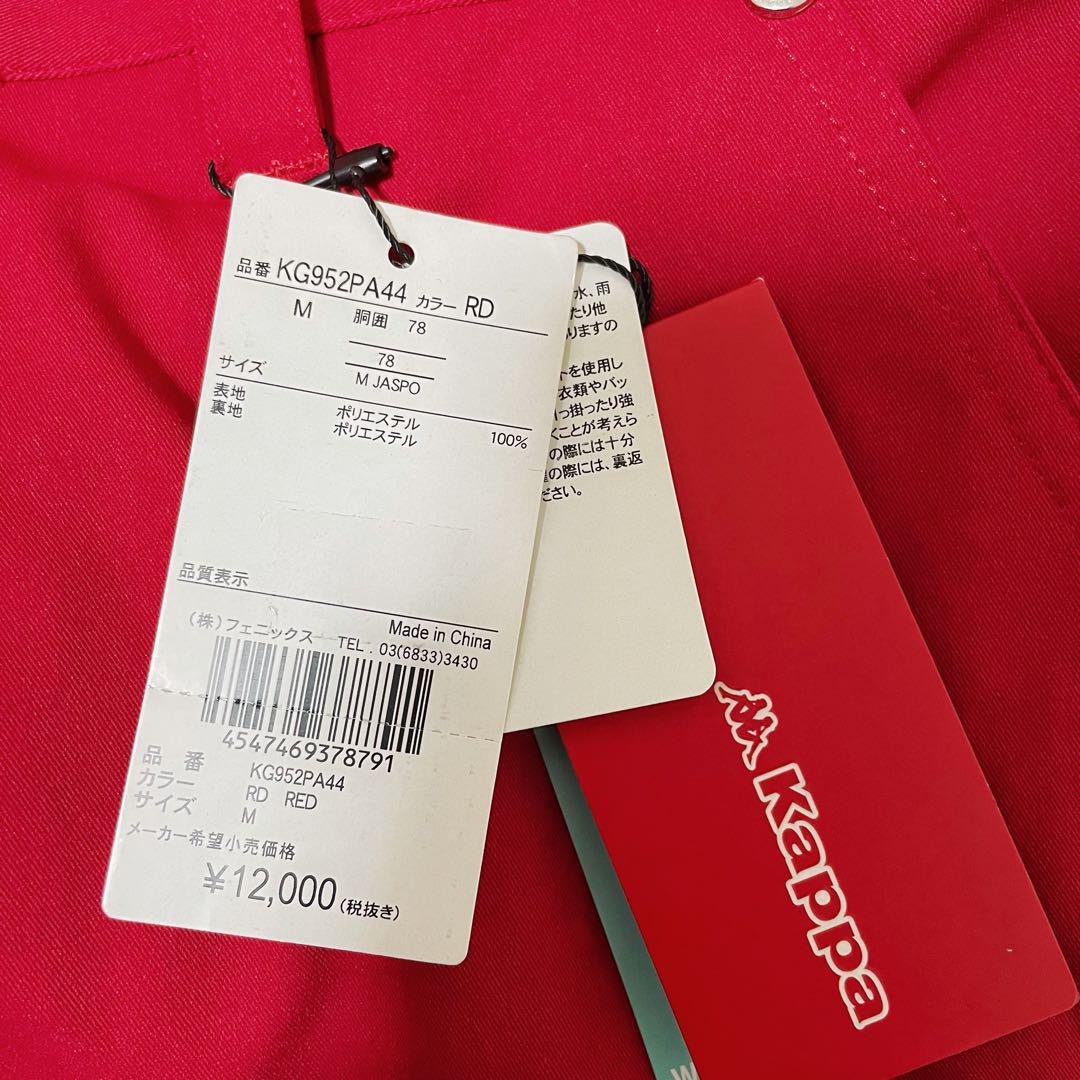 品番 KG952PA44 カラー RD
M 胴囲 78
78
サイズ M JASPO
表地 ポリエステル
裏地 ポリエステル 100%
品質表示
Made in China
(株)フェニックス TEL . 03(6833)3430
4547469378791
品 番 KG952PA44
カラー RD RED
サイズ M
メーカー希望小売価格
¥12,000(税抜き)
水、雨
たり他
りますの
トを使用し
衣類やバッ
っ掛ったり強
くことが考えら
の際には十分
の際には、裏返
ださい。
Kappa
W